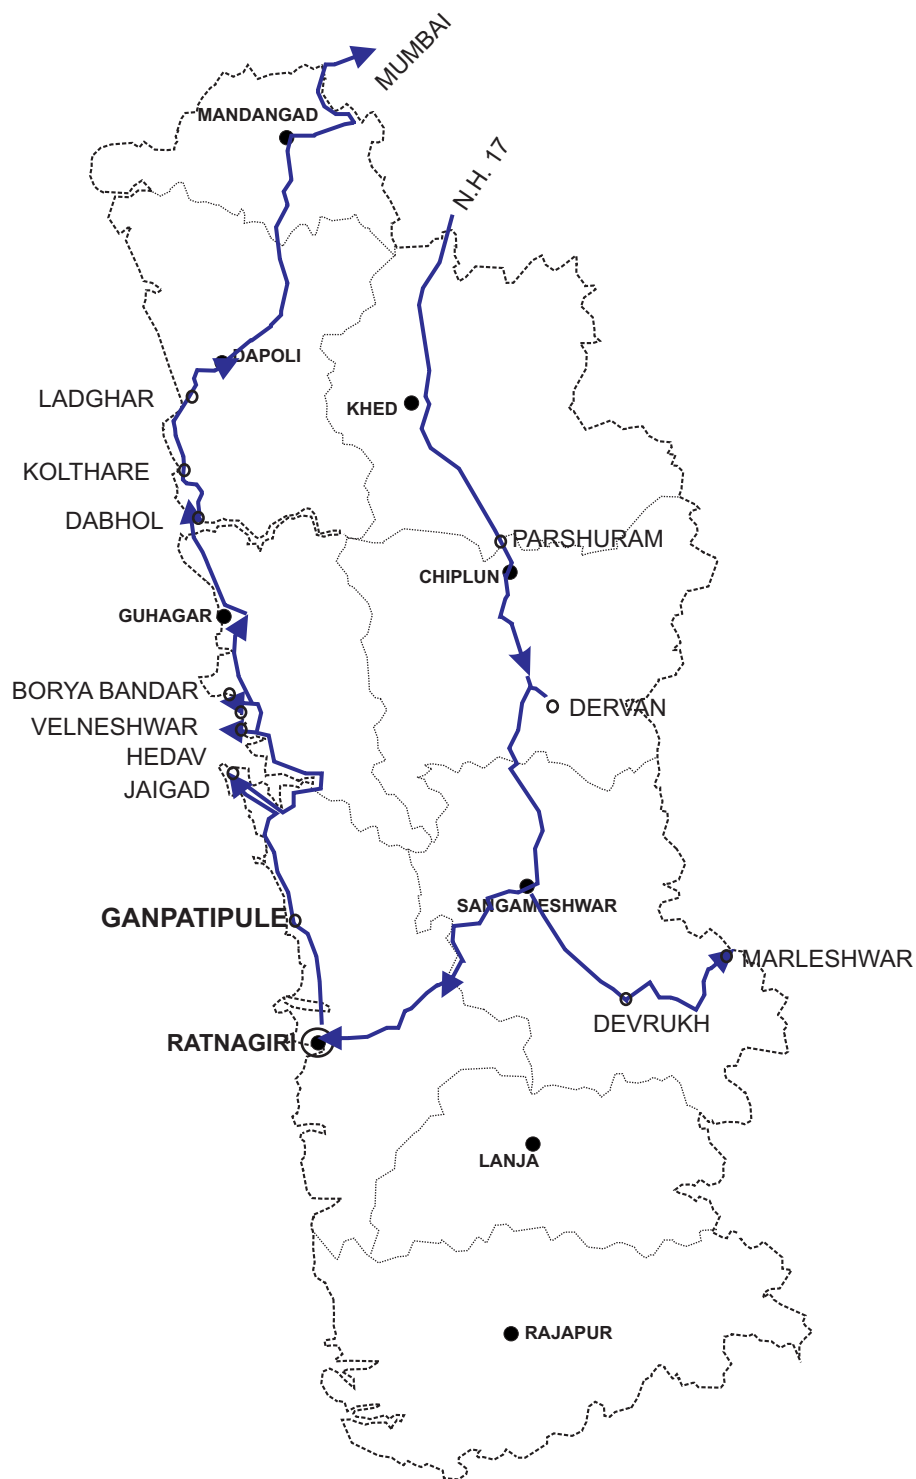 MUMBAI
MANDANGAD
N.H. 17
DAPOLI
LADGHAR
KHED
KOLTHARE
DABHOL
PARSHURAM
CHIPLUN
GUHAGAR
BORYA BANDAR
DERVAN
VELNESHWAR
HEDAV
JAIGAD
SANGAMESHWAR
GANPATIPULE
MARLESHWAR
DEVRUKH
RATNAGIRI
LANJA
RAJAPUR